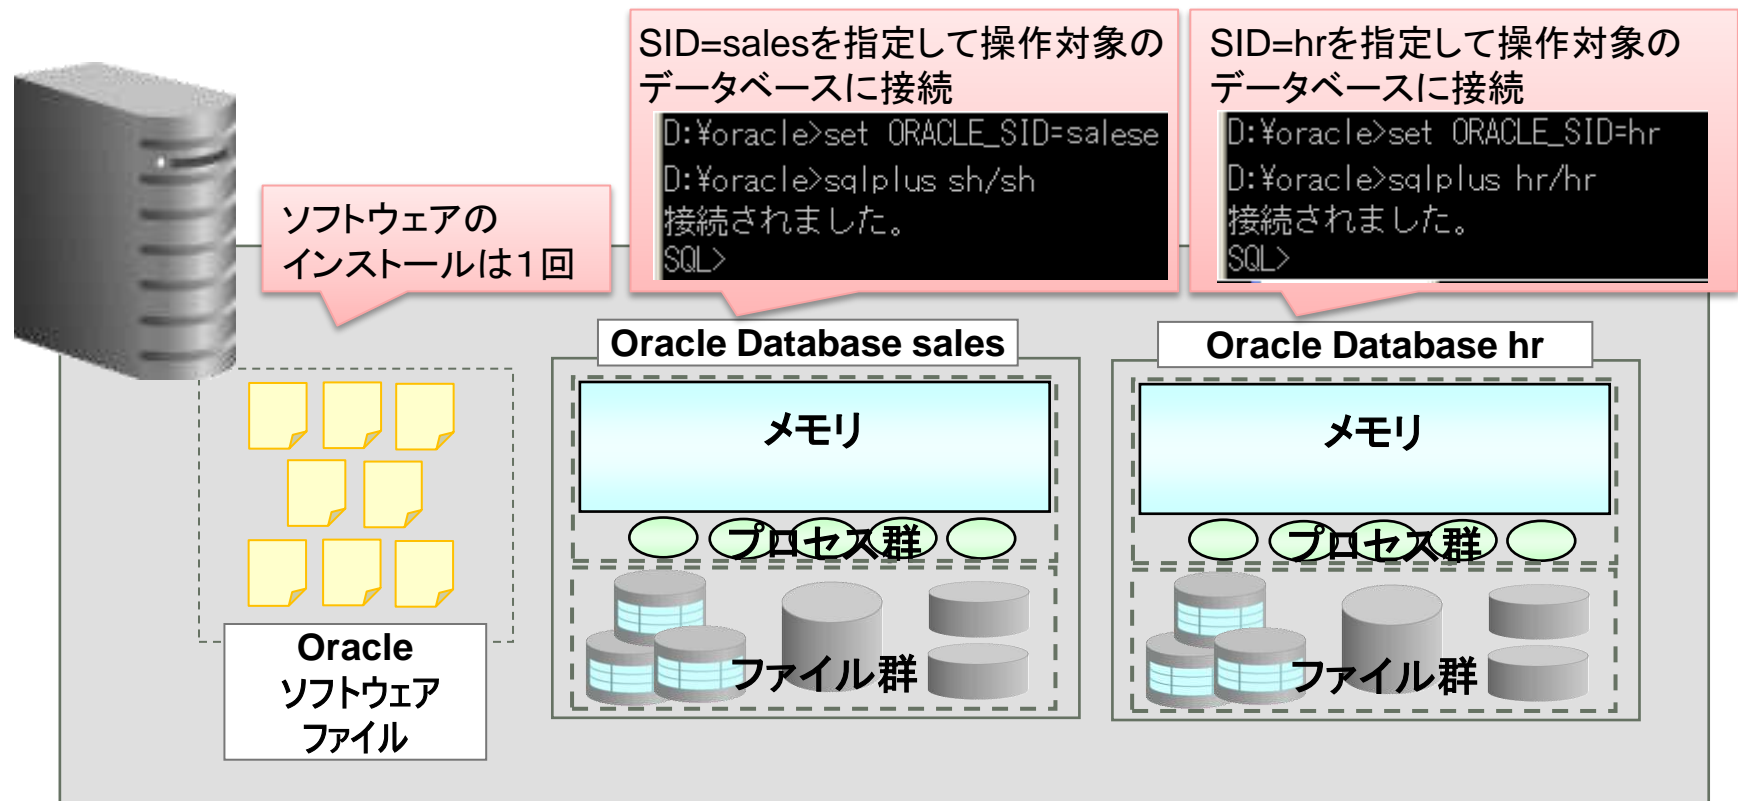 SID=salesを指定して操作対象の
データベースに接続
D:¥oracle>set ORACLE_SID=salese
D:¥oracle>sqlplus sh/sh
接続されました。
SQL>
SID=hrを指定して操作対象の
データベースに接続
D:¥oracle>set ORACLE_SID=hr
D:¥oracle>sqlplus hr/hr
接続されました。
SQL>
ソフトウェアの
インストールは１回
Oracle
ソフトウェア
ファイル
Oracle Database sales
メモリ
プロセス群
ファイル群
Oracle Database hr
メモリ
プロセス群
ファイル群